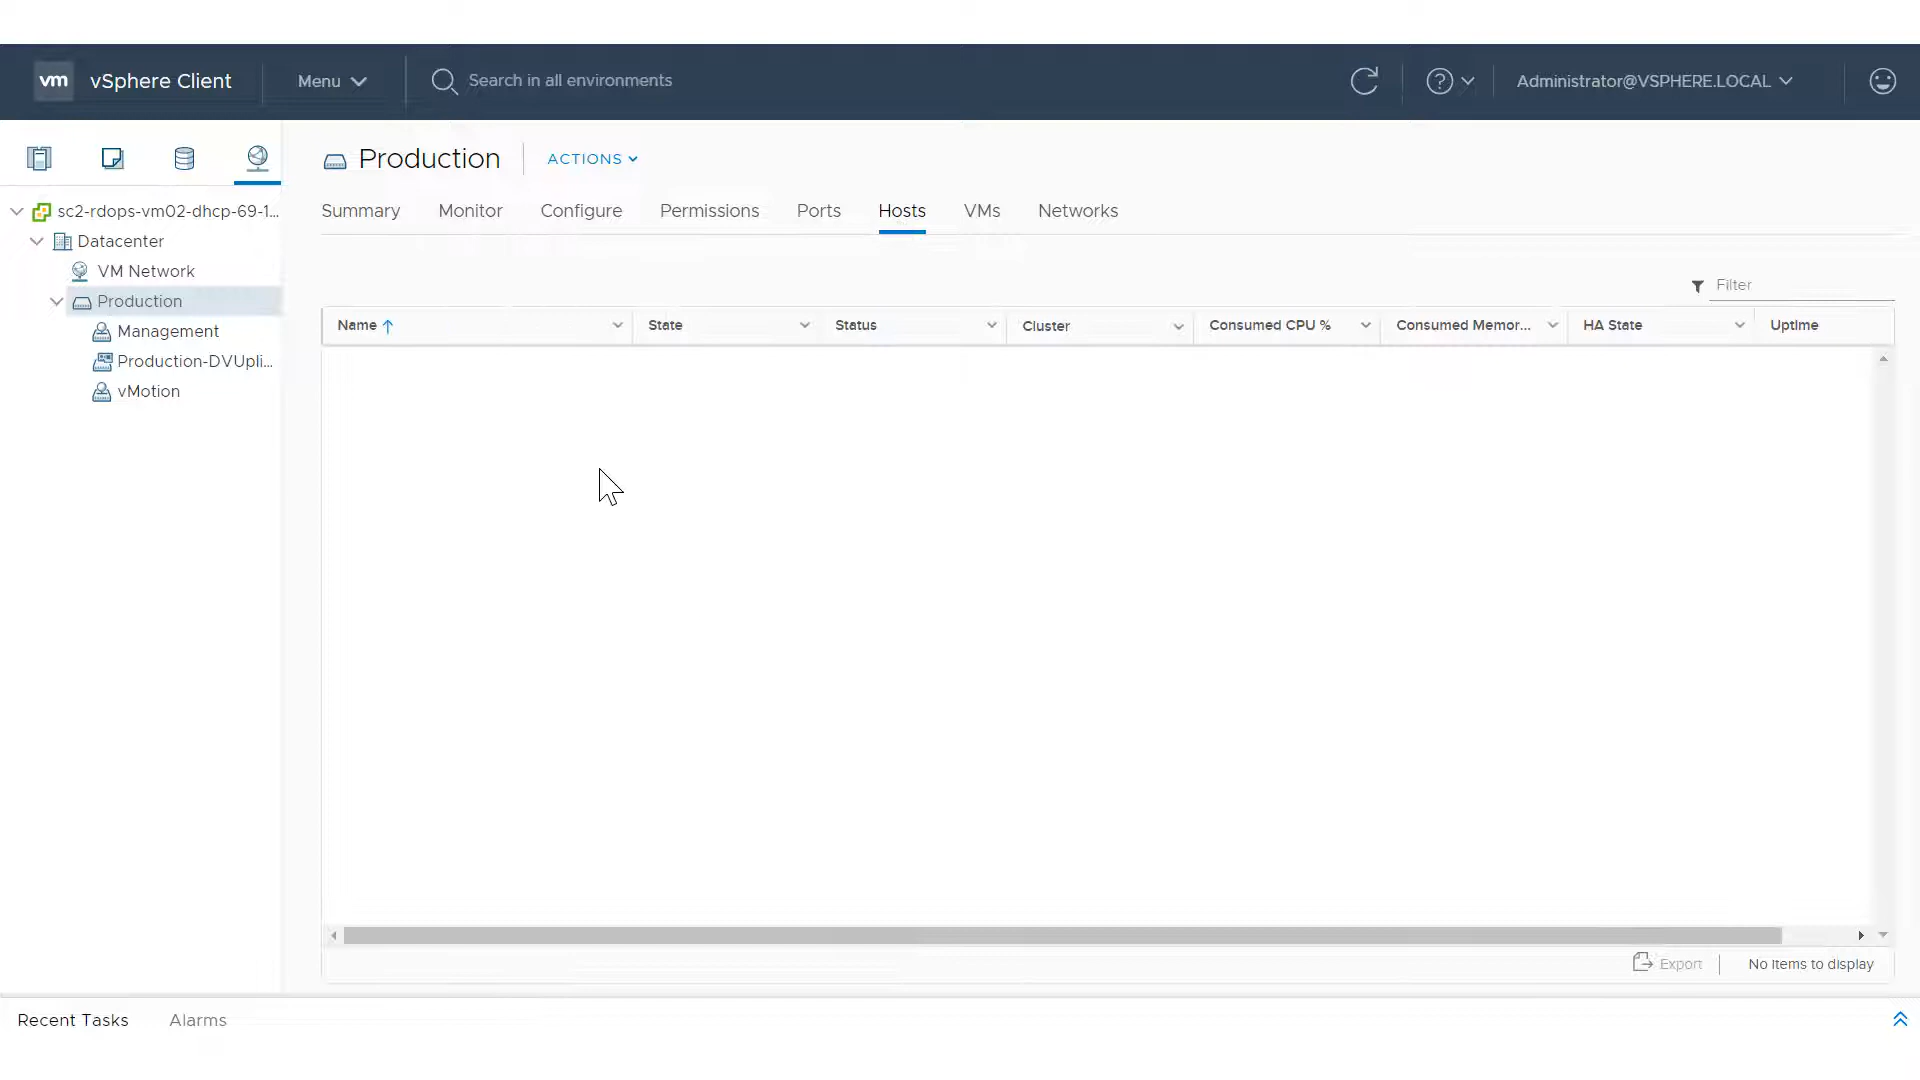 vm vSphere Client Menu Search in all environments Administrator@VSPHERE.LOCAL
Production ACTIONS
Summary Monitor Configure Permissions Ports Hosts VMs Networks
sc2-rdops-vm02-dhcp-69-1...
Datacenter
VM Network
Production
Management
Production-DVUpli...
vMotion
Filter
Name State Status Cluster Consumed CPU % Consumed Memor... HA State Uptime
Export No items to display
Recent Tasks Alarms